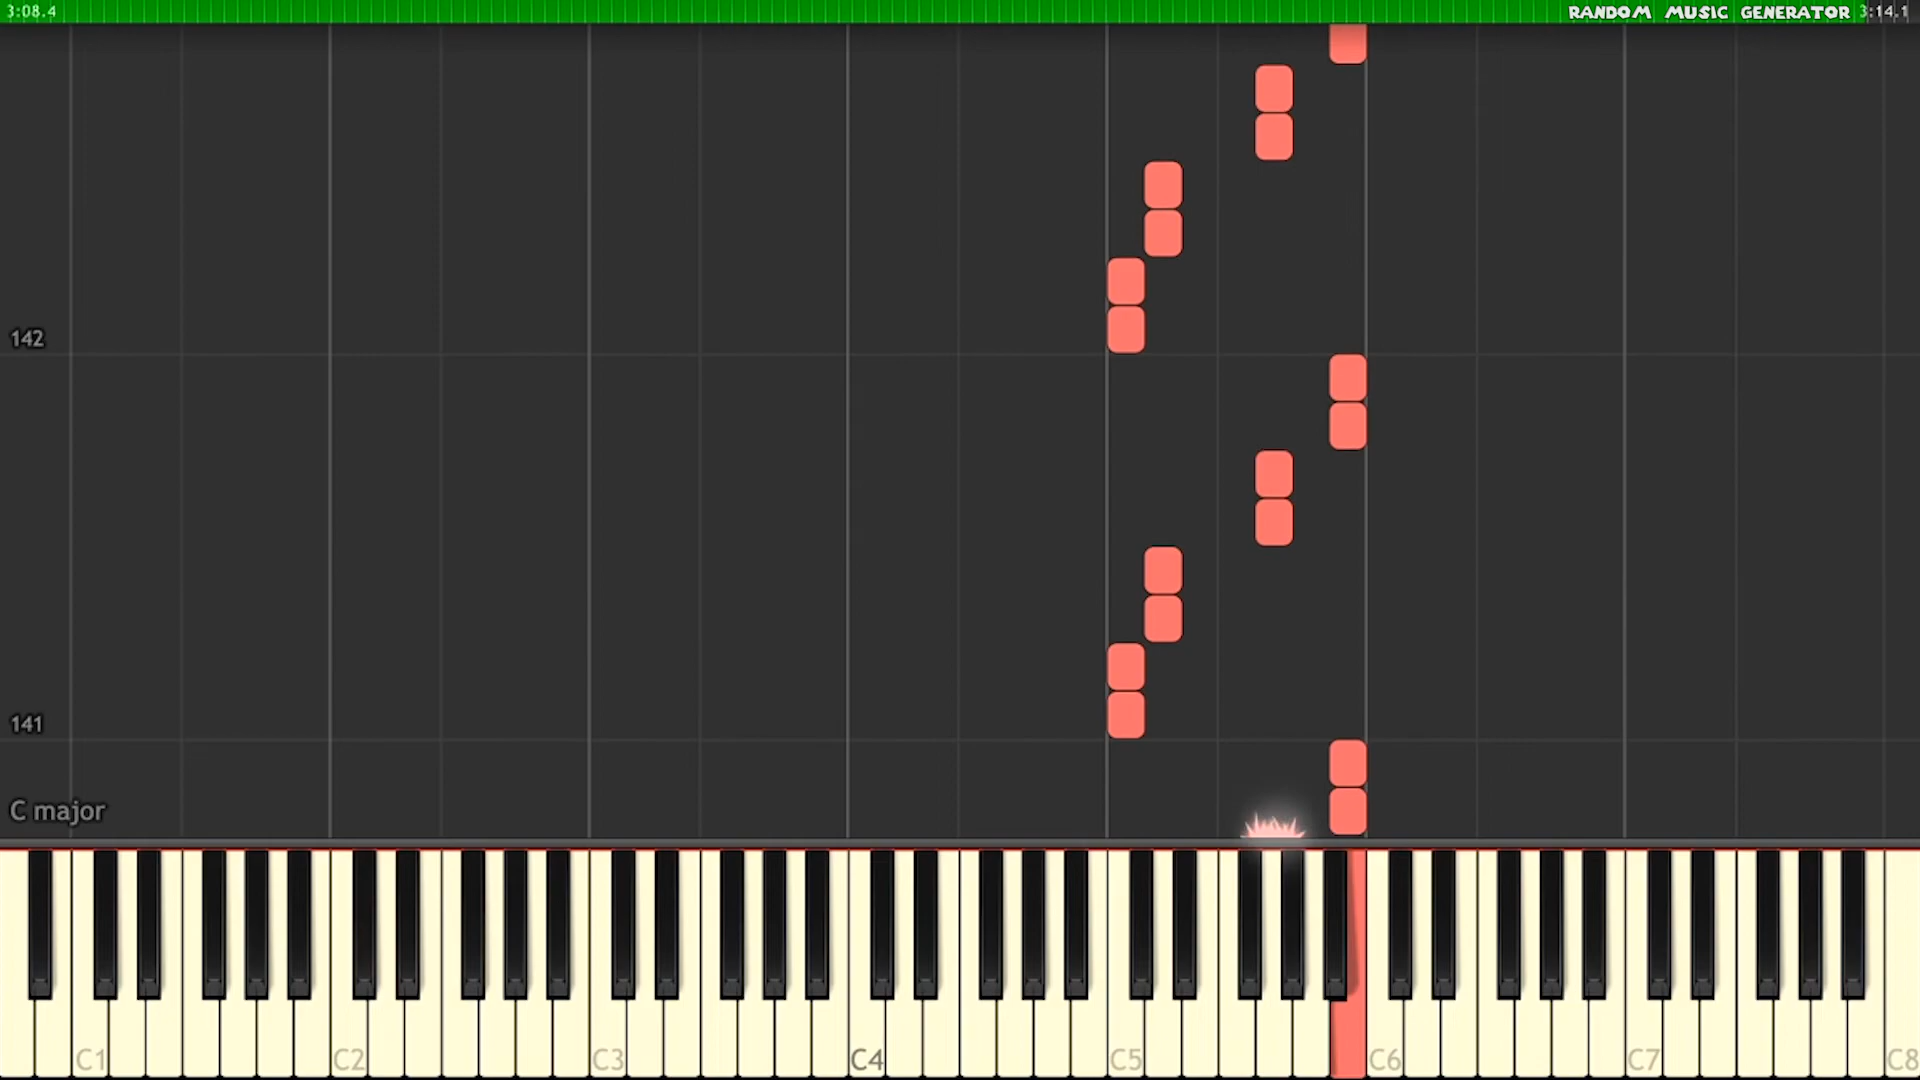 3:08.4
RANDOM MUSIC GENERATOR 3:14.1
142
141
C major
C1 C2 C3 C4 C5 C6 C7 C8